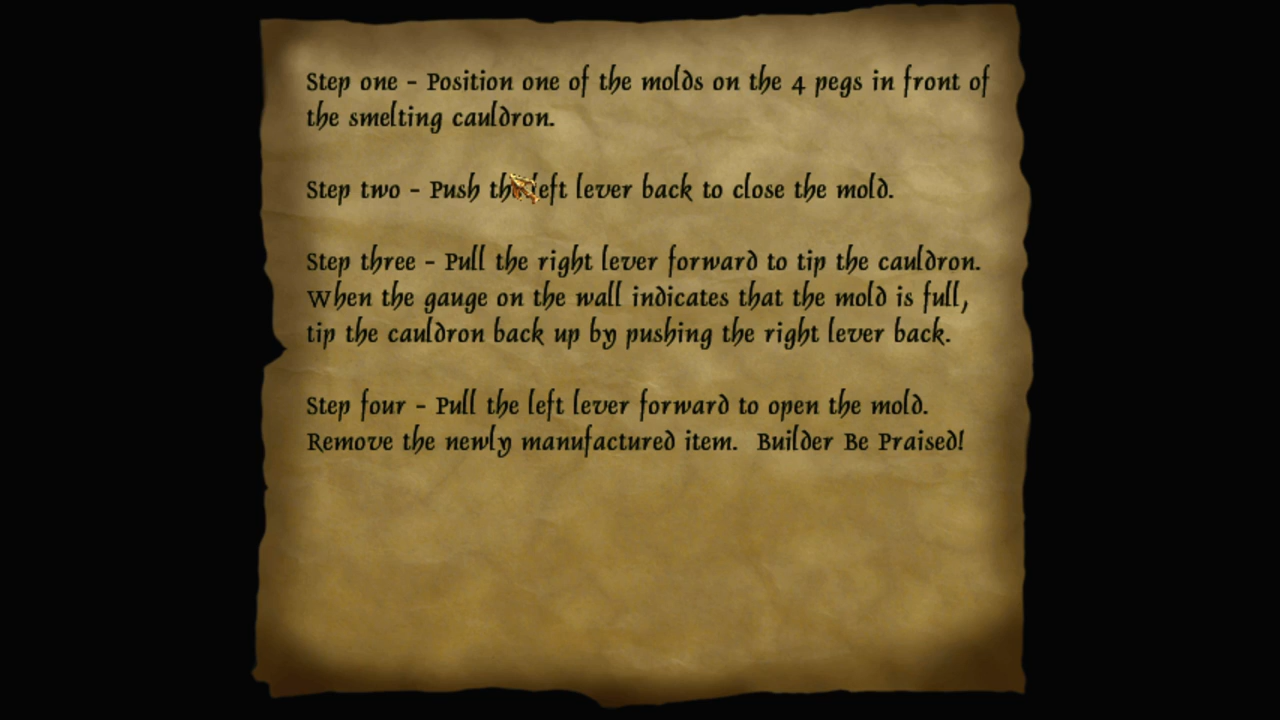 Step one - Position one of the molds on the 4 pegs in front of
the smelting cauldron.
Step two - Push the left lever back to close the mold.
Step three - Pull the right lever forward to tip the cauldron.
When the gauge on the wall indicates that the mold is full,
tip the cauldron back up by pushing the right lever back.
Step four - Pull the left lever forward to open the mold.
Remove the newly manufactured item.  Builder Be Praised!